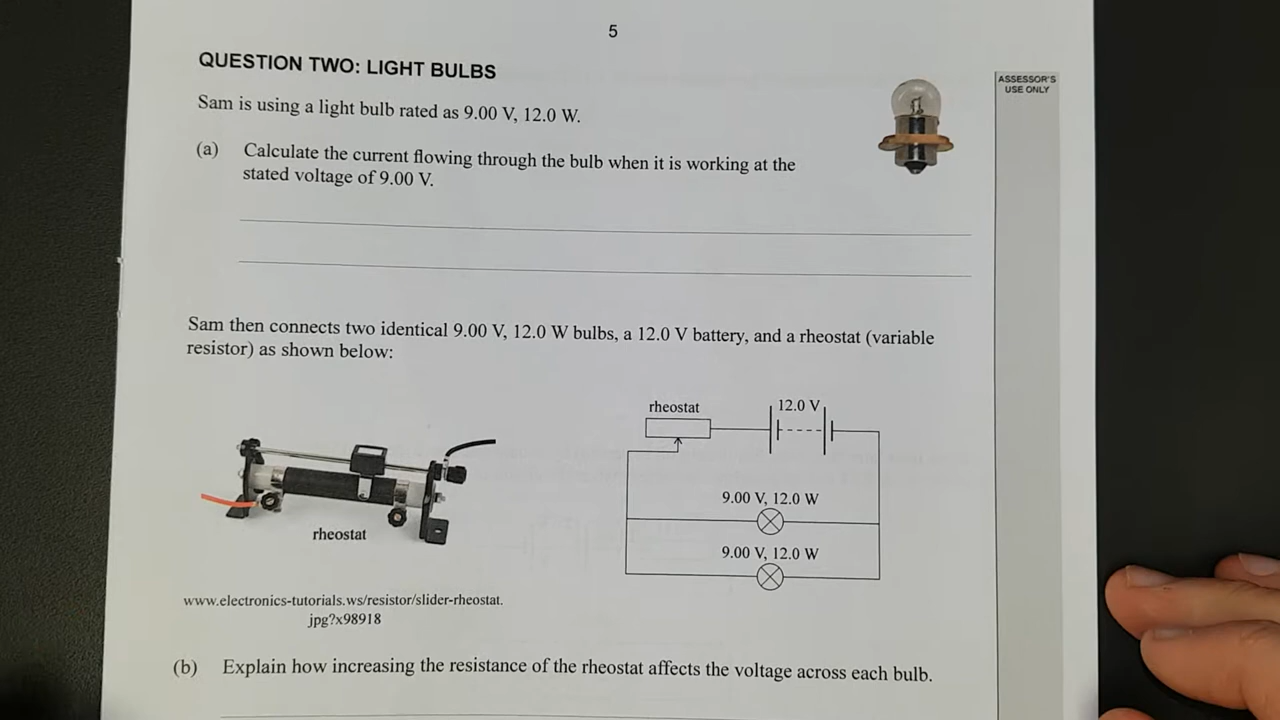 5
QUESTION TWO: LIGHT BULBS
ASSESSOR'S
USE ONLY
Sam is using a light bulb rated as 9.00 V, 12.0 W.
(a) Calculate the current flowing through the bulb when it is working at the
stated voltage of 9.00 V.
Sam then connects two identical 9.00 V, 12.0 W bulbs, a 12.0 V battery, and a rheostat (variable
resistor) as shown below:
rheostat
12.0 V
9.00 V, 12.0 W
9.00 V, 12.0 W
rheostat
www.electronics-tutorials.ws/resistor/slider-rheostat.
jpg?x98918
(b) Explain how increasing the resistance of the rheostat affects the voltage across each bulb.